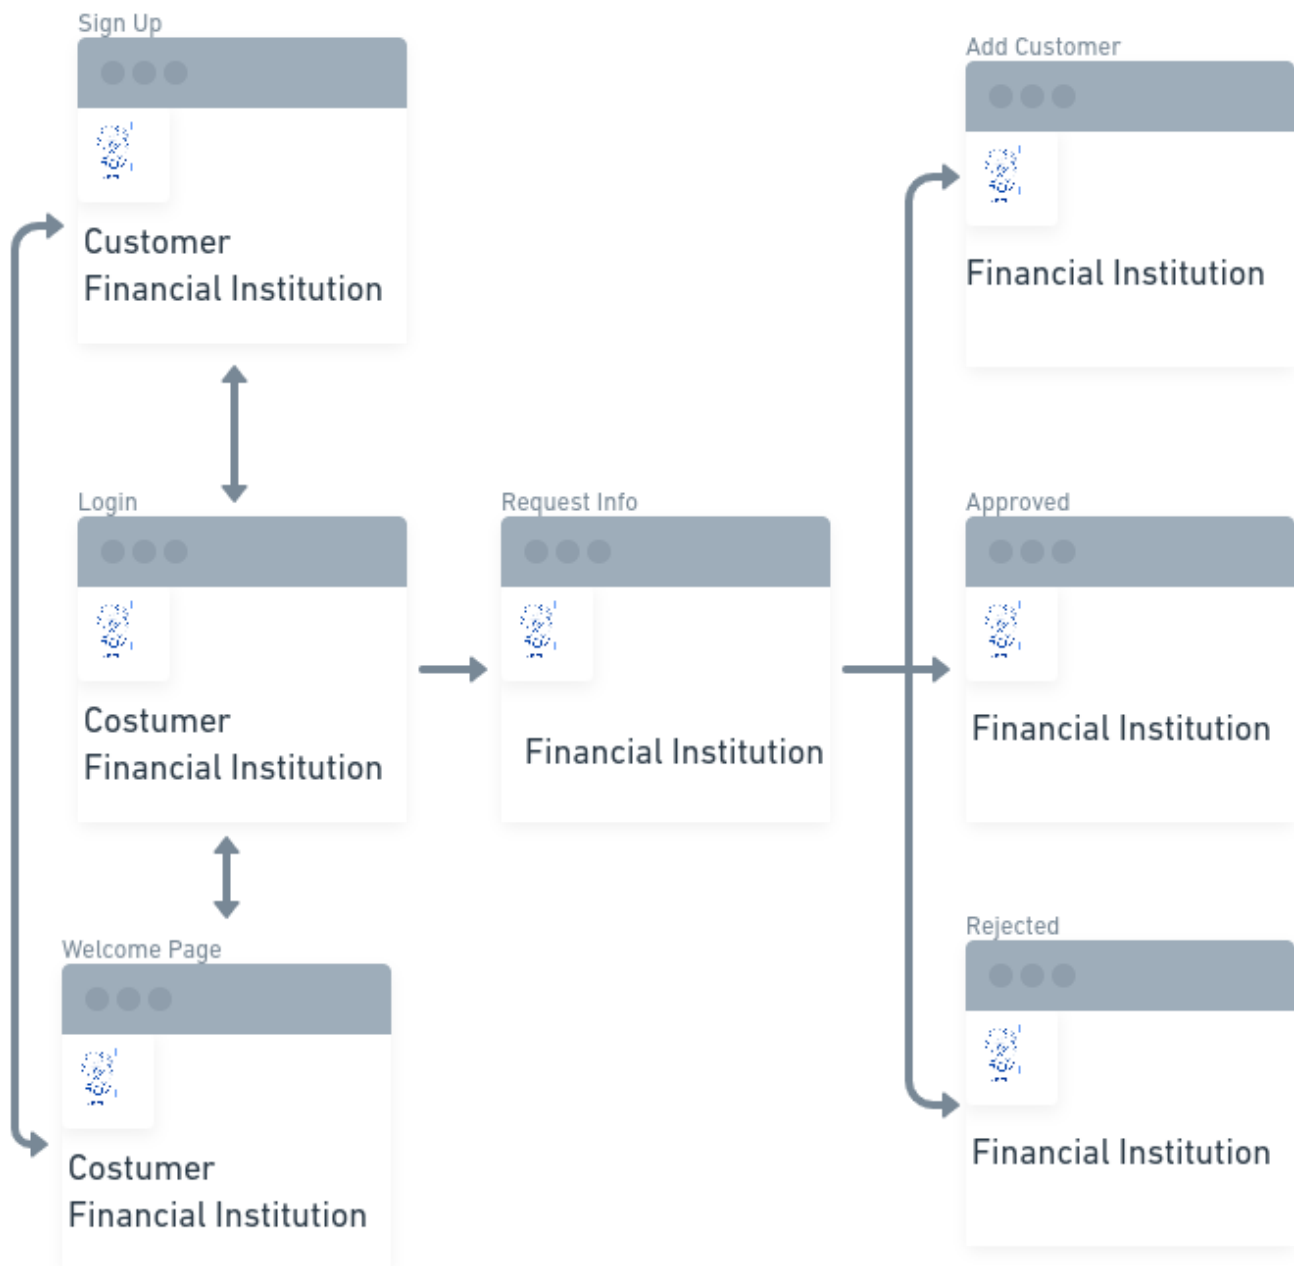 Sign Up
Customer
Financial Institution
Add Customer
Financial Institution
Login
Costumer
Financial Institution
Request Info
Financial Institution
Approved
Financial Institution
Welcome Page
Costumer
Financial Institution
Rejected
Financial Institution